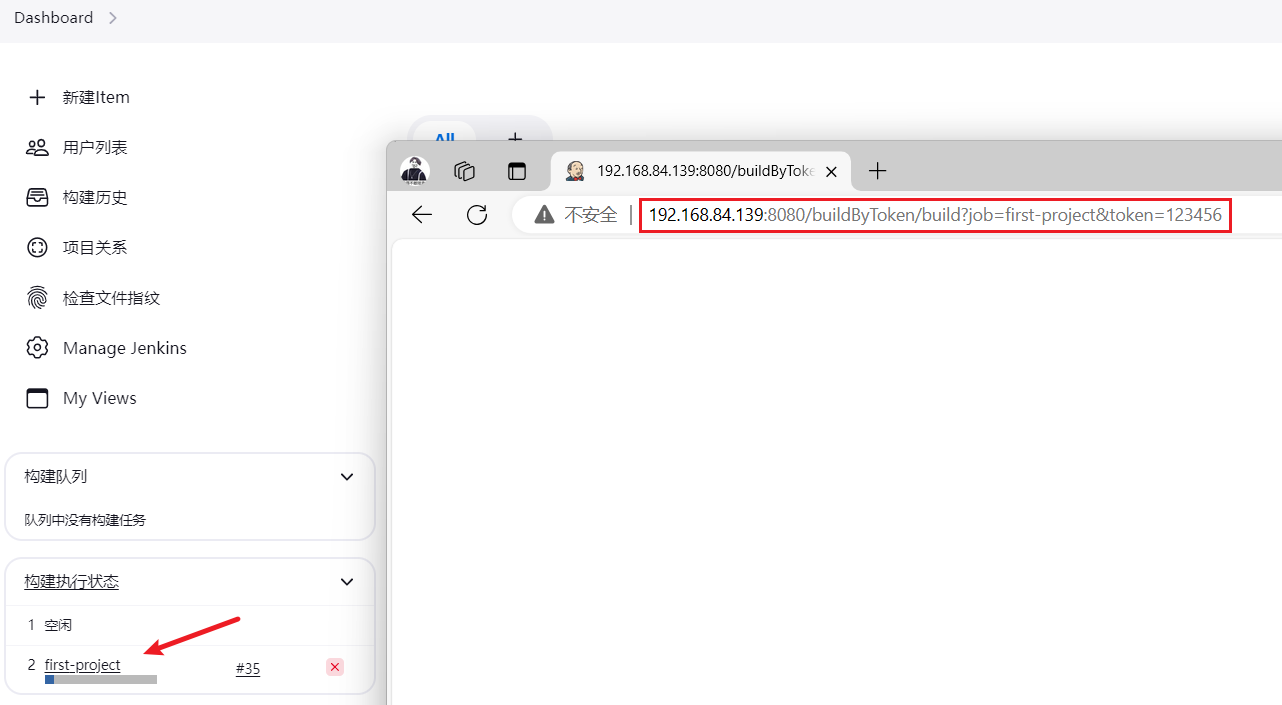 Dashboard
新建Item
用户列表
构建历史
项目关系
检查文件指纹
Manage Jenkins
My Views
构建队列
队列中没有构建任务
构建执行状态
1 空闲
2 first-project #35
All
192.168.84.139:8080/buildByToke
不安全 192.168.84.139:8080/buildByToken/build?job=first-project&token=123456